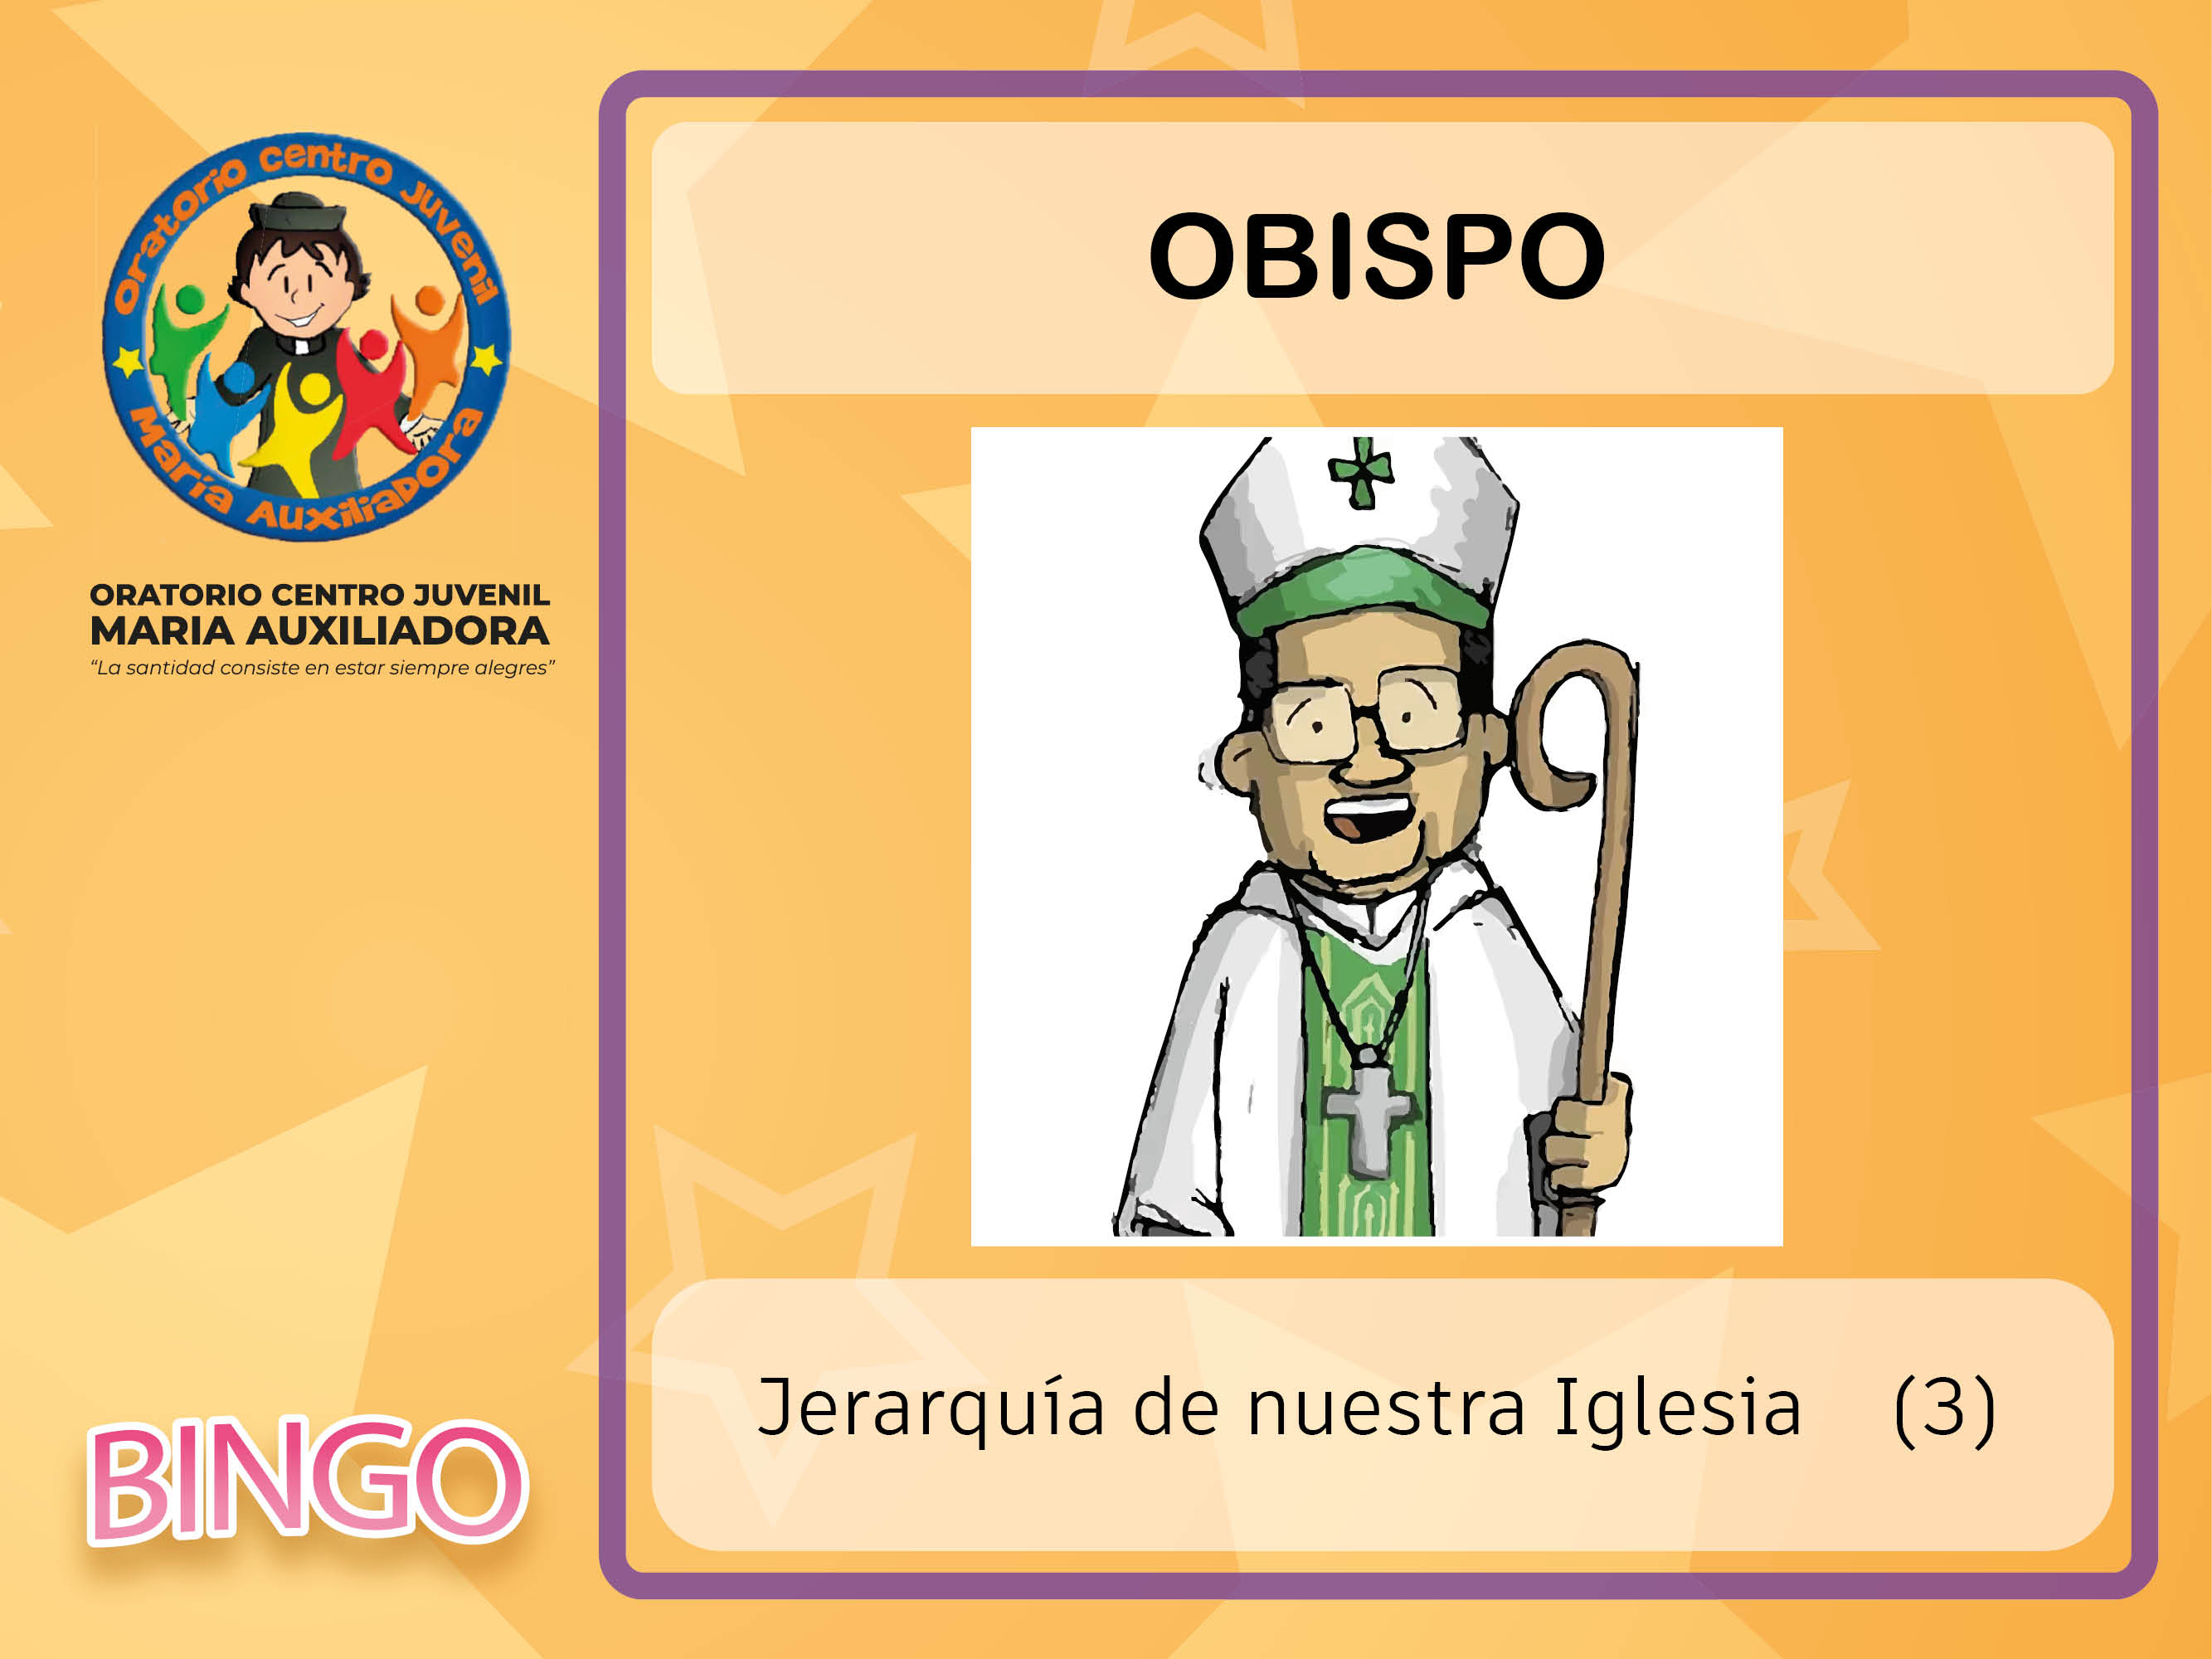 Oratorio Centro Juvenil
María Auxiliadora
ORATORIO CENTRO JUVENIL
MARIA AUXILIADORA
“La santidad consiste en estar siempre alegres”
BINGO
OBISPO
Jerarquía de nuestra Iglesia (3)